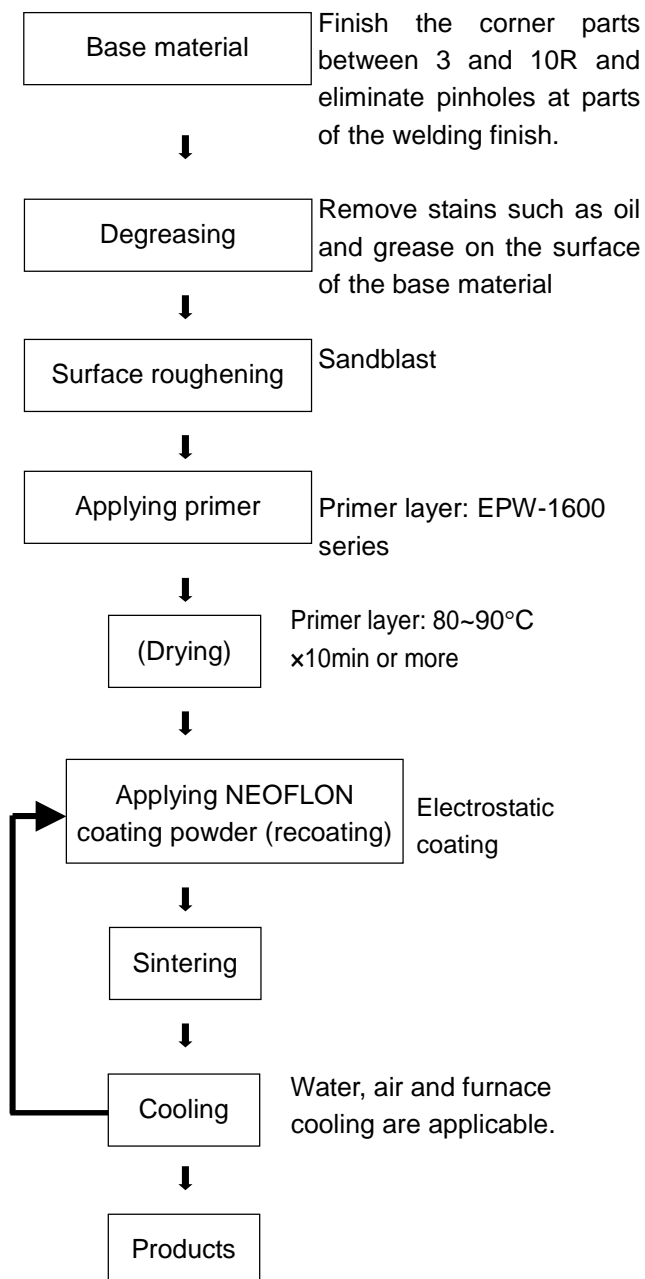 Base material
Finish the corner parts
between 3 and 10R and
eliminate pinholes at parts
of the welding finish.
Degreasing
Remove stains such as oil
and grease on the surface
of the base material
Surface roughening
Sandblast
Applying primer
Primer layer: EPW-1600
series
(Drying)
Primer layer: 80~90°C
×10min or more
Applying NEOFLON
coating powder (recoating)
Electrostatic
coating
Sintering
Cooling
Water, air and furnace
cooling are applicable.
Products